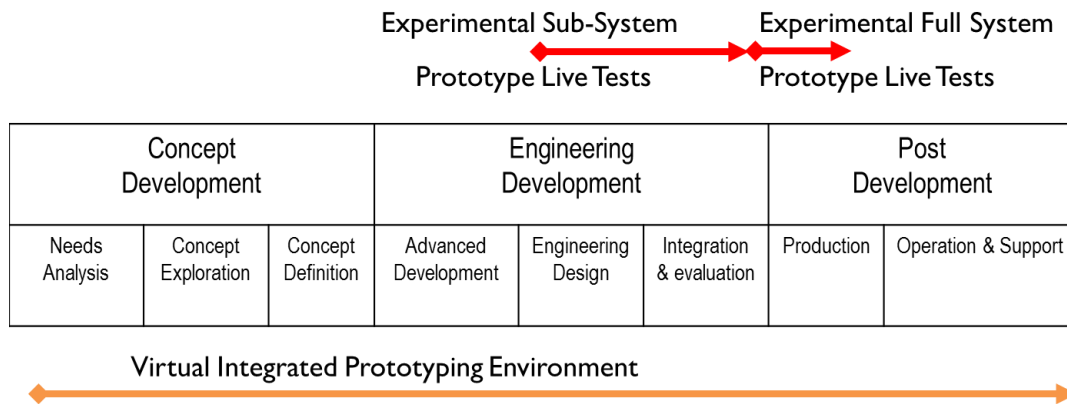 Experimental Sub-System
Prototype Live Tests
Experimental Full System
Prototype Live Tests
Concept
Development
Engineering
Development
Post
Development
Needs
Analysis
Concept
Exploration
Concept
Definition
Advanced
Development
Engineering
Design
Integration
& evaluation
Production
Operation & Support
Virtual Integrated Prototyping Environment